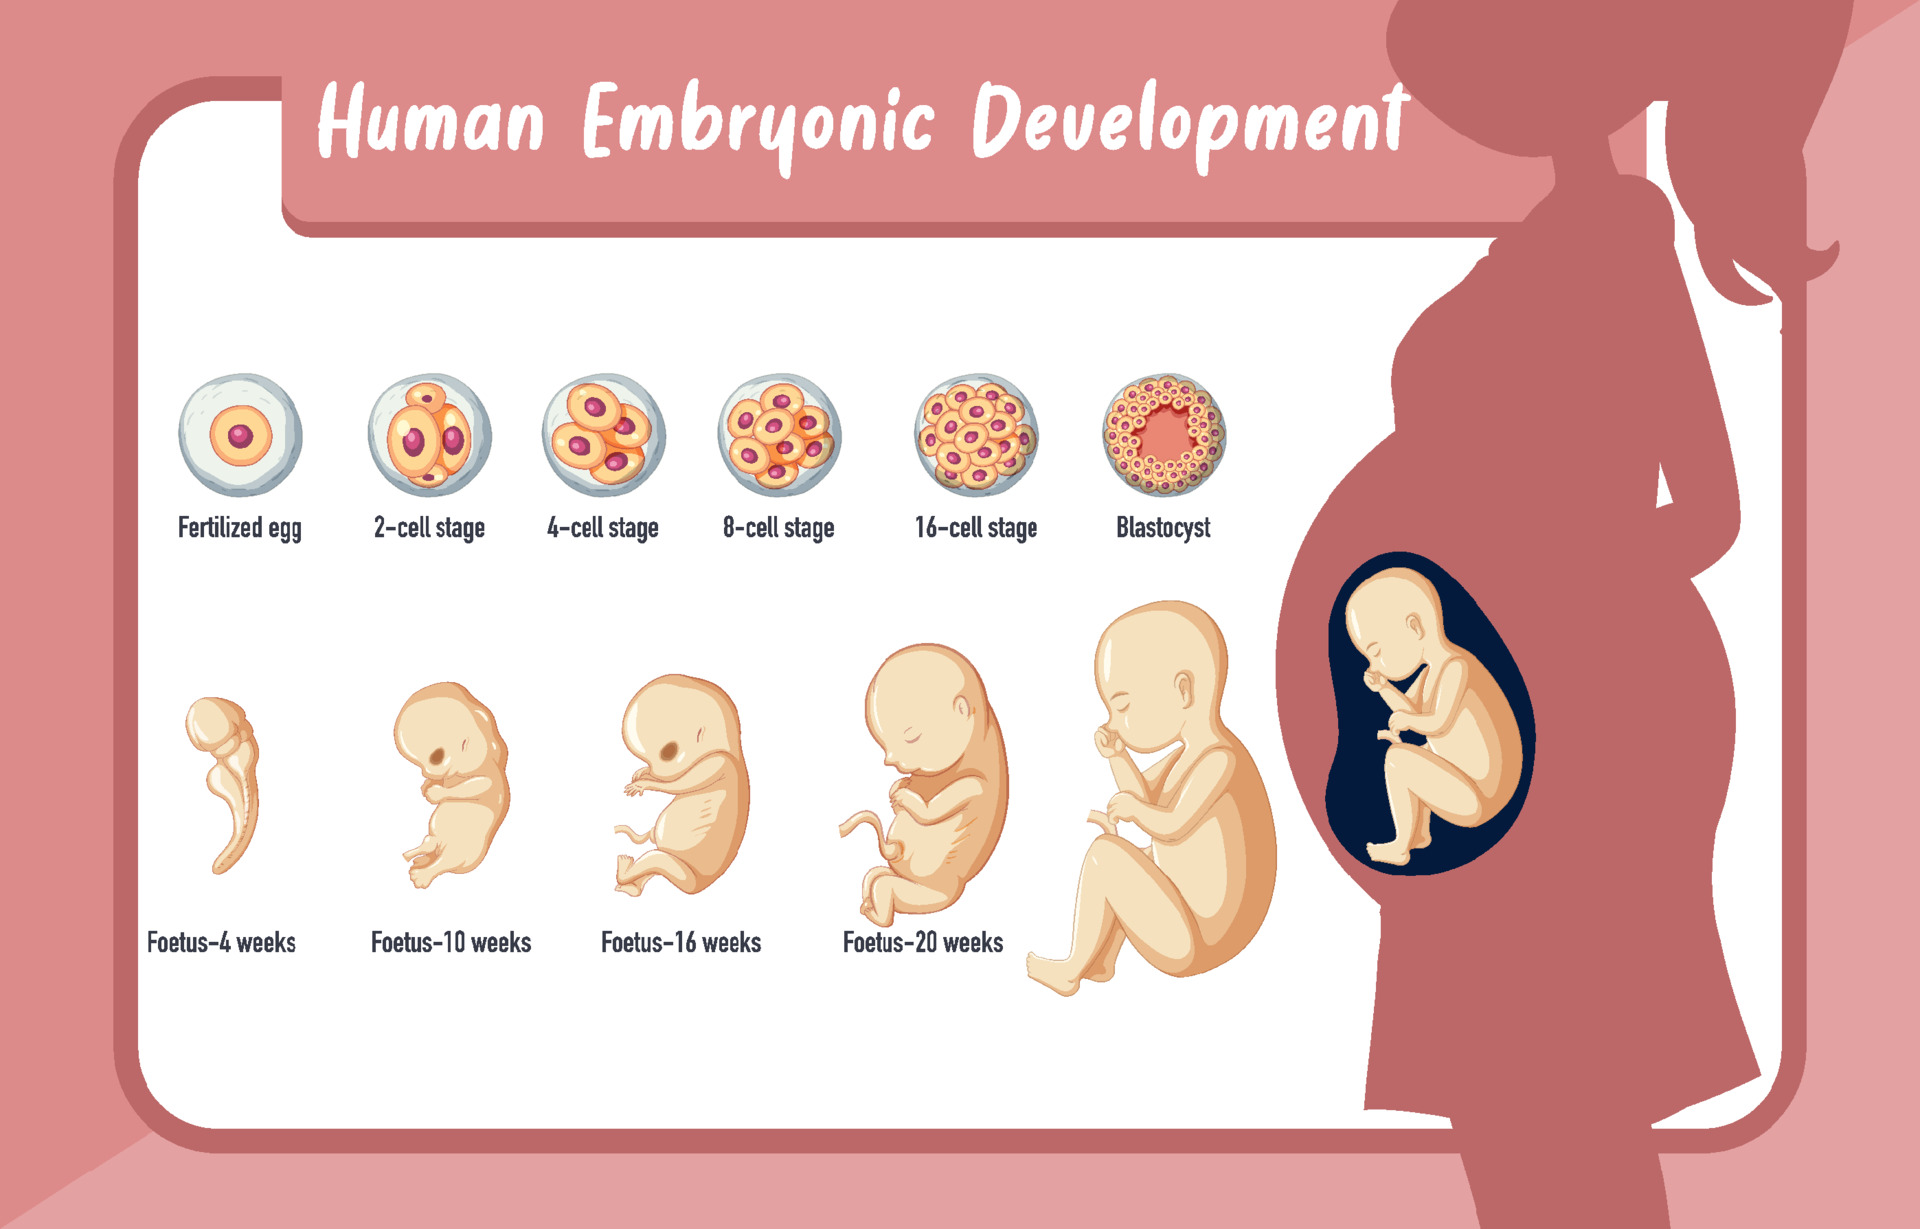 Human Embryonic Development
Fertilized egg
2-cell stage
4-cell stage
8-cell stage
16-cell stage
Blastocyst
Foetus-4 weeks
Foetus-10 weeks
Foetus-16 weeks
Foetus-20 weeks